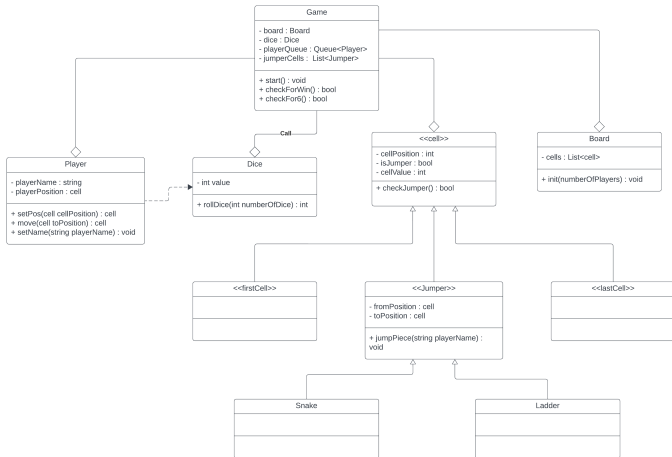 Game
- board : Board
- dice : Dice
- playerQueue : Queue<Player>
- jumperCells : List<Jumper>
+ start() : void
+ checkForWin() : bool
+ checkFor6() : bool
Call
Player
- playerName : string
- playerPosition : cell
+ setPos(cell cellPosition) : cell
+ move(cell toPosition) : cell
+ setName(string playerName) : void
Dice
- int value
+ rollDice(int numberOfDice) : int
<<cell>>
- cellPosition : int
- isJumper : bool
- cellValue : int
+ checkJumper() : bool
Board
- cells : List<cell>
+ init(numberOfPlayers) : void
<<firstCell>>
<<Jumper>>
- fromPosition : cell
- toPosition : cell
+ jumpPiece(string playerName) :
void
<<lastCell>>
Snake
Ladder